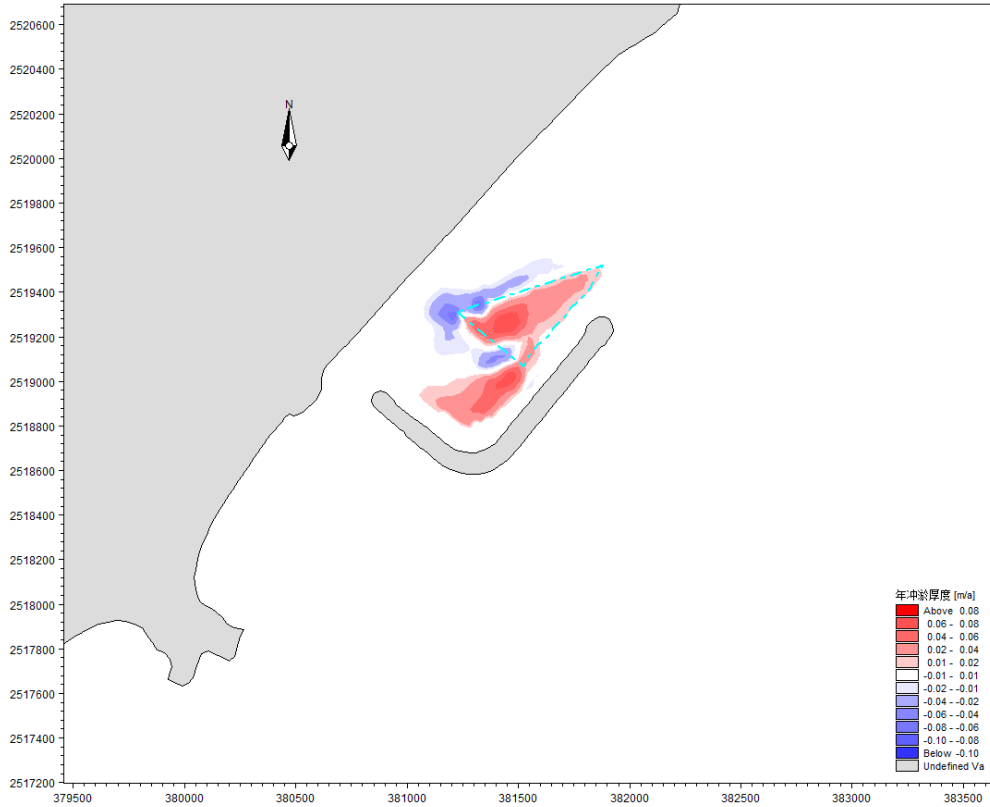 2520600
2520400
2520200
2520000
2519800
2519600
2519400
2519200
2519000
2518800
2518600
2518400
2518200
2518000
2517800
2517600
2517400
2517200
N
年冲淤厚度 [m/a]
Above 0.08
0.06 - 0.08
0.04 - 0.06
0.02 - 0.04
0.01 - 0.02
-0.01 - 0.01
-0.02 - -0.01
-0.04 - -0.02
-0.06 - -0.04
-0.08 - -0.06
-0.10 - -0.08
Below -0.10
Undefined Va
379500 380000 380500 381000 381500 382000 382500 383000 383500